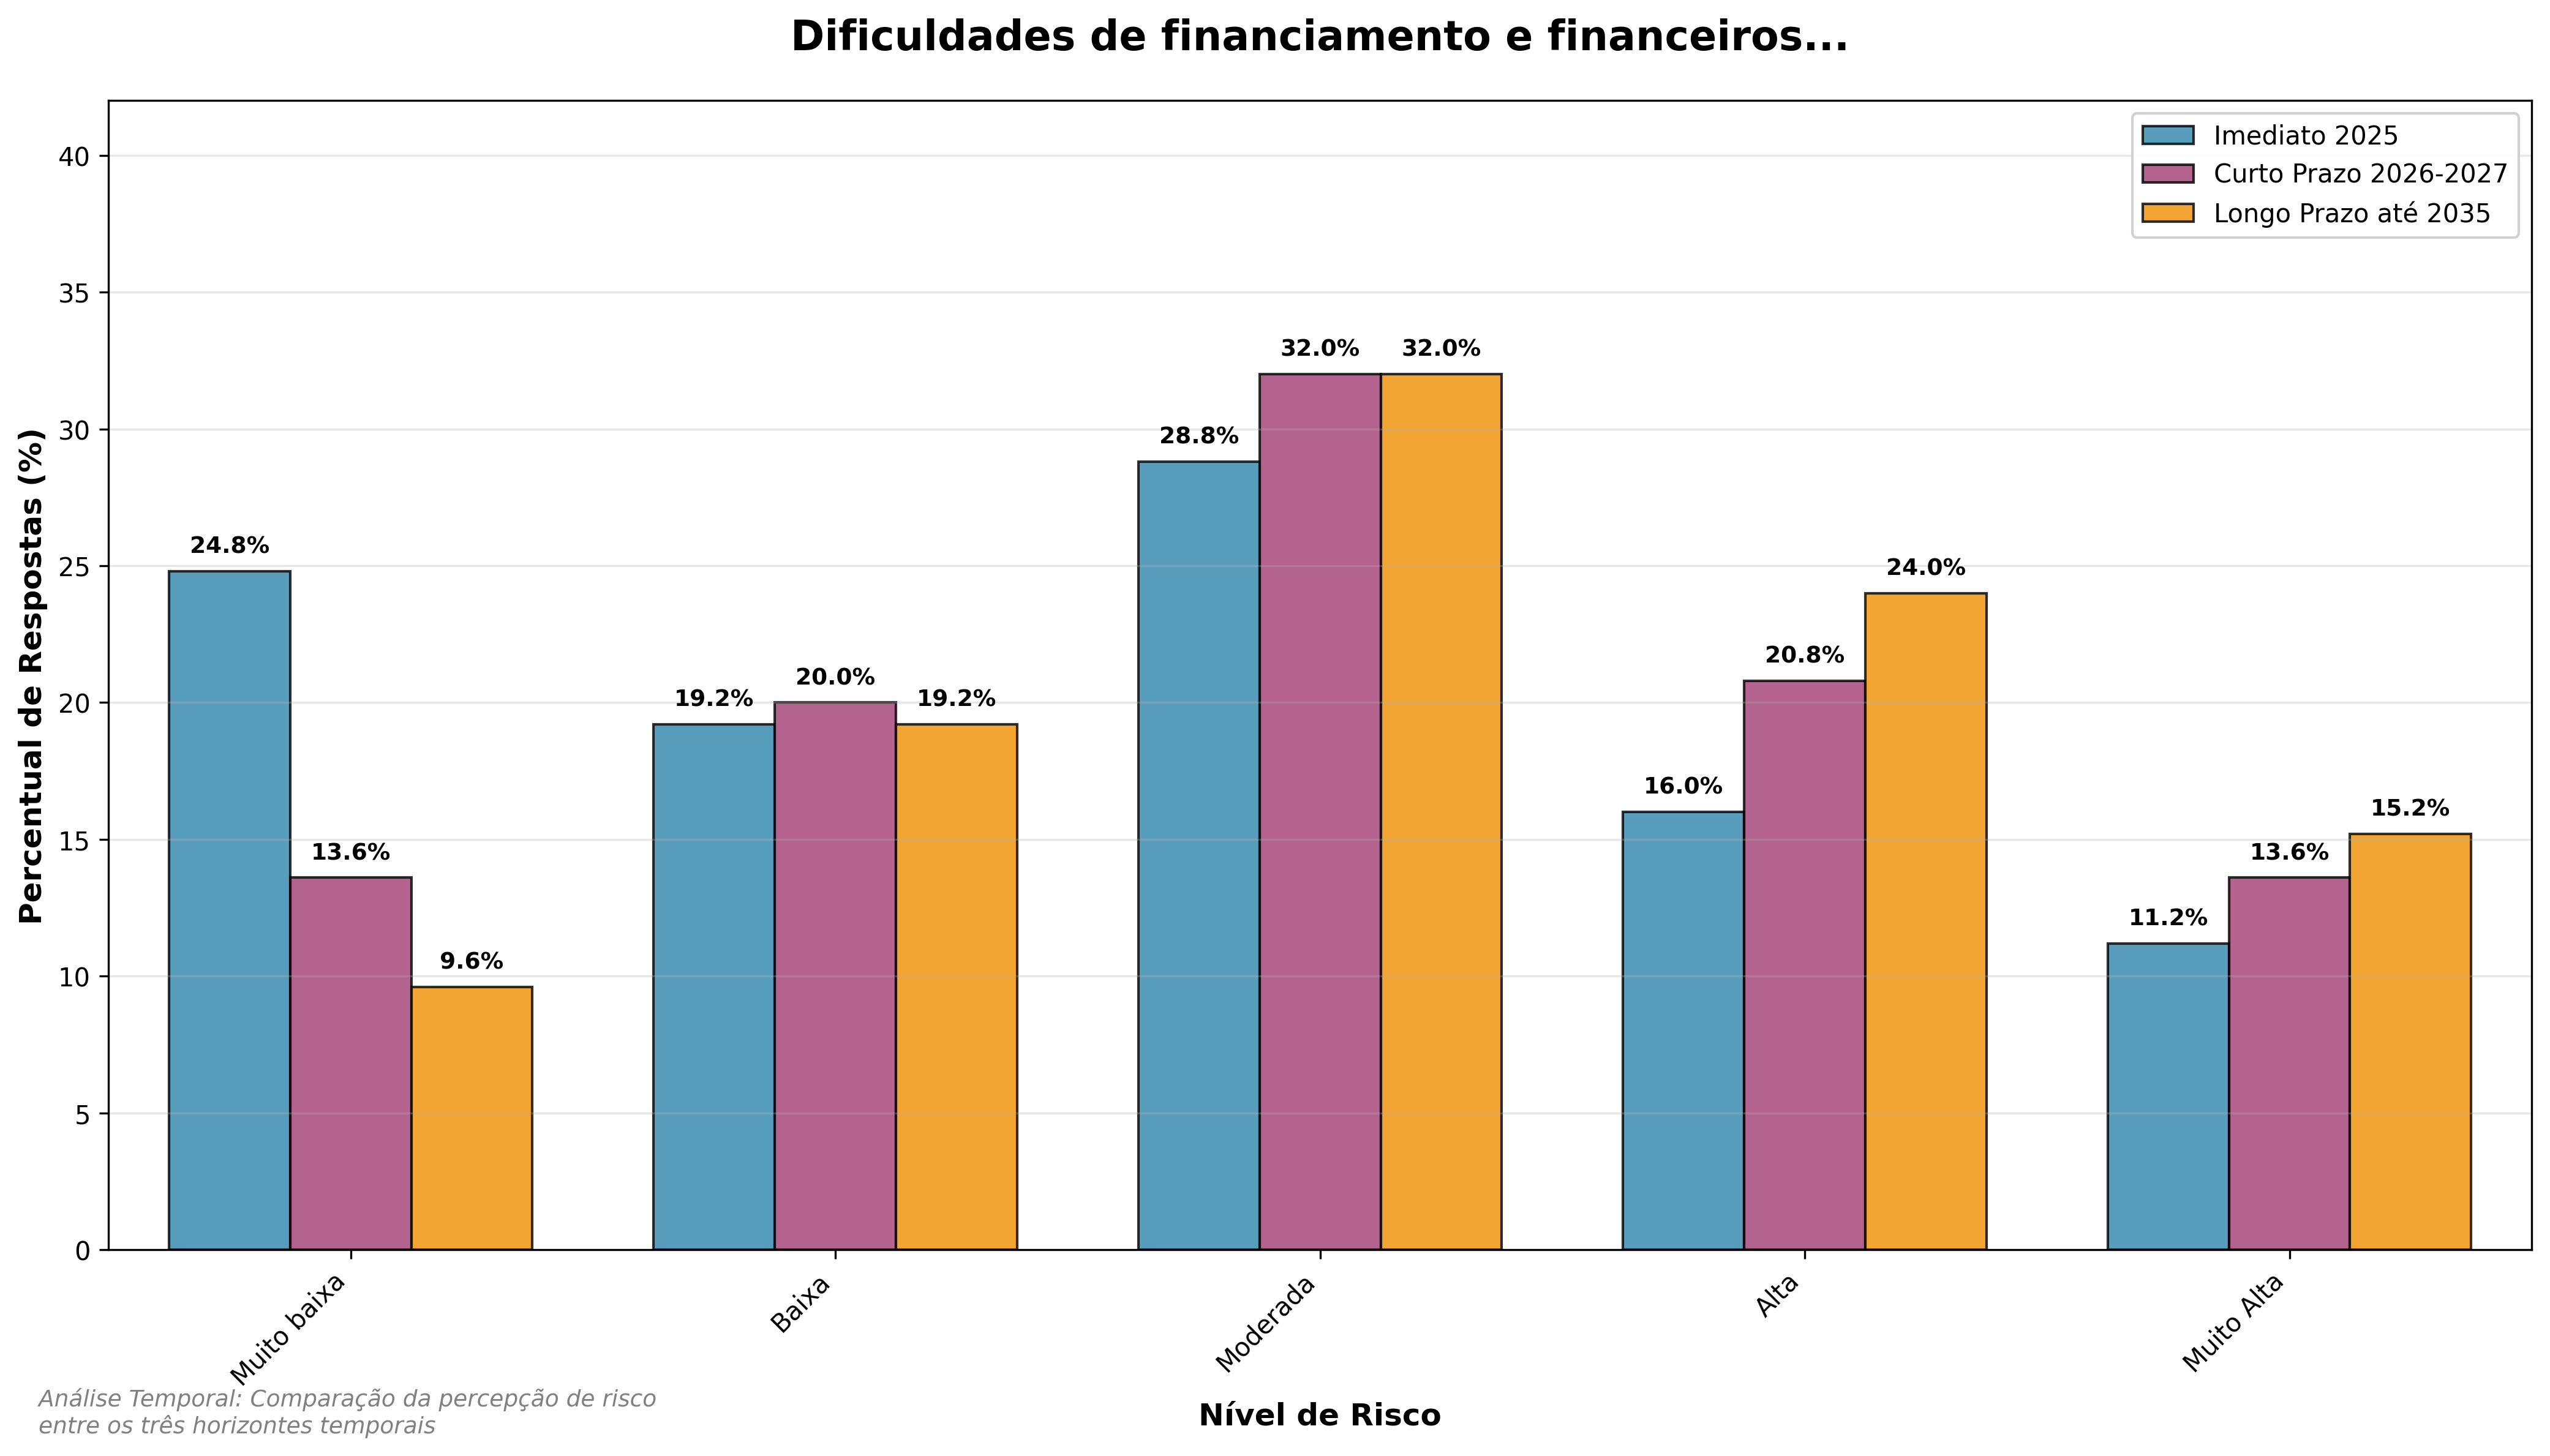 Dificuldades de financiamento e financeiros...
Imediato 2025
Curto Prazo 2026-2027
Longo Prazo até 2035
Percentual de Respostas (%)
40
35
30
25
20
15
10
5
0
24.8%
13.6%
9.6%
19.2%
20.0%
19.2%
28.8%
32.0%
32.0%
16.0%
20.8%
24.0%
11.2%
13.6%
15.2%
Muito baixa
Baixa
Moderada
Alta
Muito Alta
Nível de Risco
Análise Temporal: Comparação da percepção de risco
entre os três horizontes temporais